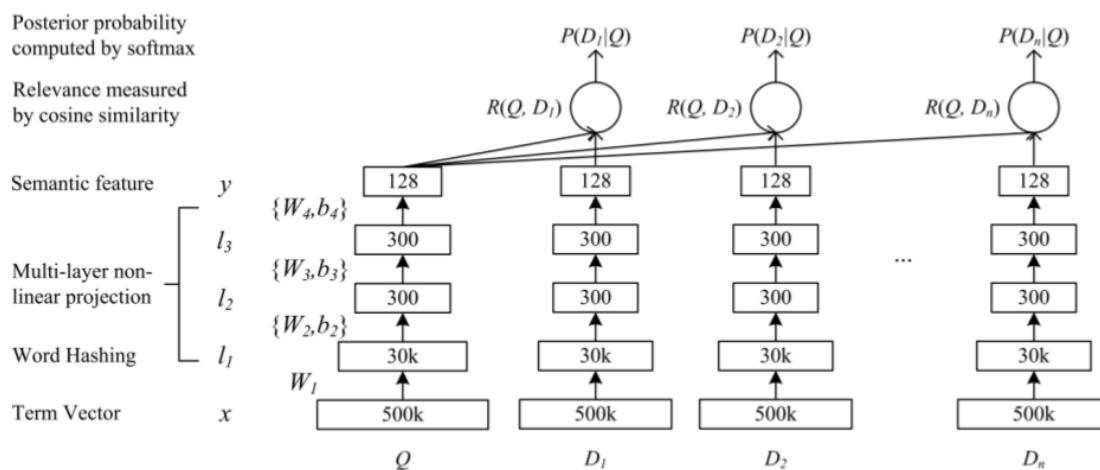 Posterior probability
computed by softmax
P(D₁|Q) P(D₂|Q) P(Dₙ|Q)
Relevance measured
by cosine similarity
R(Q, D₁) R(Q, D₂) R(Q, Dₙ)
Semantic feature y 128 128 128 128
{W₄,b₄}
l₃ 300 300 300 300
{W₃,b₃} ...
Multi-layer non-
linear projection
l₂ 300 300 300 300
{W₂,b₂}
Word Hashing l₁ 30k 30k 30k 30k
W₁
Term Vector x 500k 500k 500k 500k
Q D₁ D₂ Dₙ